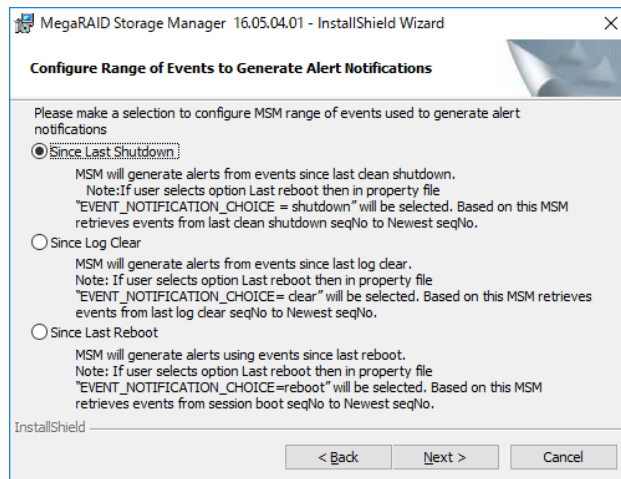 MegaRAID Storage Manager 16.05.04.01 - InstallShield Wizard
Configure Range of Events to Generate Alert Notifications
Please make a selection to configure MSM range of events used to generate alert
notifications
Since Last Shutdown
MSM will generate alerts from events since last clean shutdown.
Note:If user selects option Last reboot then in property file
"EVENT_NOTIFICATION_CHOICE = shutdown" will be selected. Based on this MSM
retrieves events from last clean shutdown seqNo to Newest seqNo.
Since Log Clear
MSM will generate alerts from events since last log clear.
Note: If user selects option Last reboot then in property file
"EVENT_NOTIFICATION_CHOICE= clear" will be selected. Based on this MSM retrieves
events from last log clear seqNo to Newest seqNo.
Since Last Reboot
MSM will generate alerts using events since last reboot.
Note: If user selects option Last reboot then in property file
"EVENT_NOTIFICATION_CHOICE=reboot" will be selected. Based on this MSM
retrieves events from session boot seqNo to Newest seqNo.
InstallShield
< Back Next > Cancel